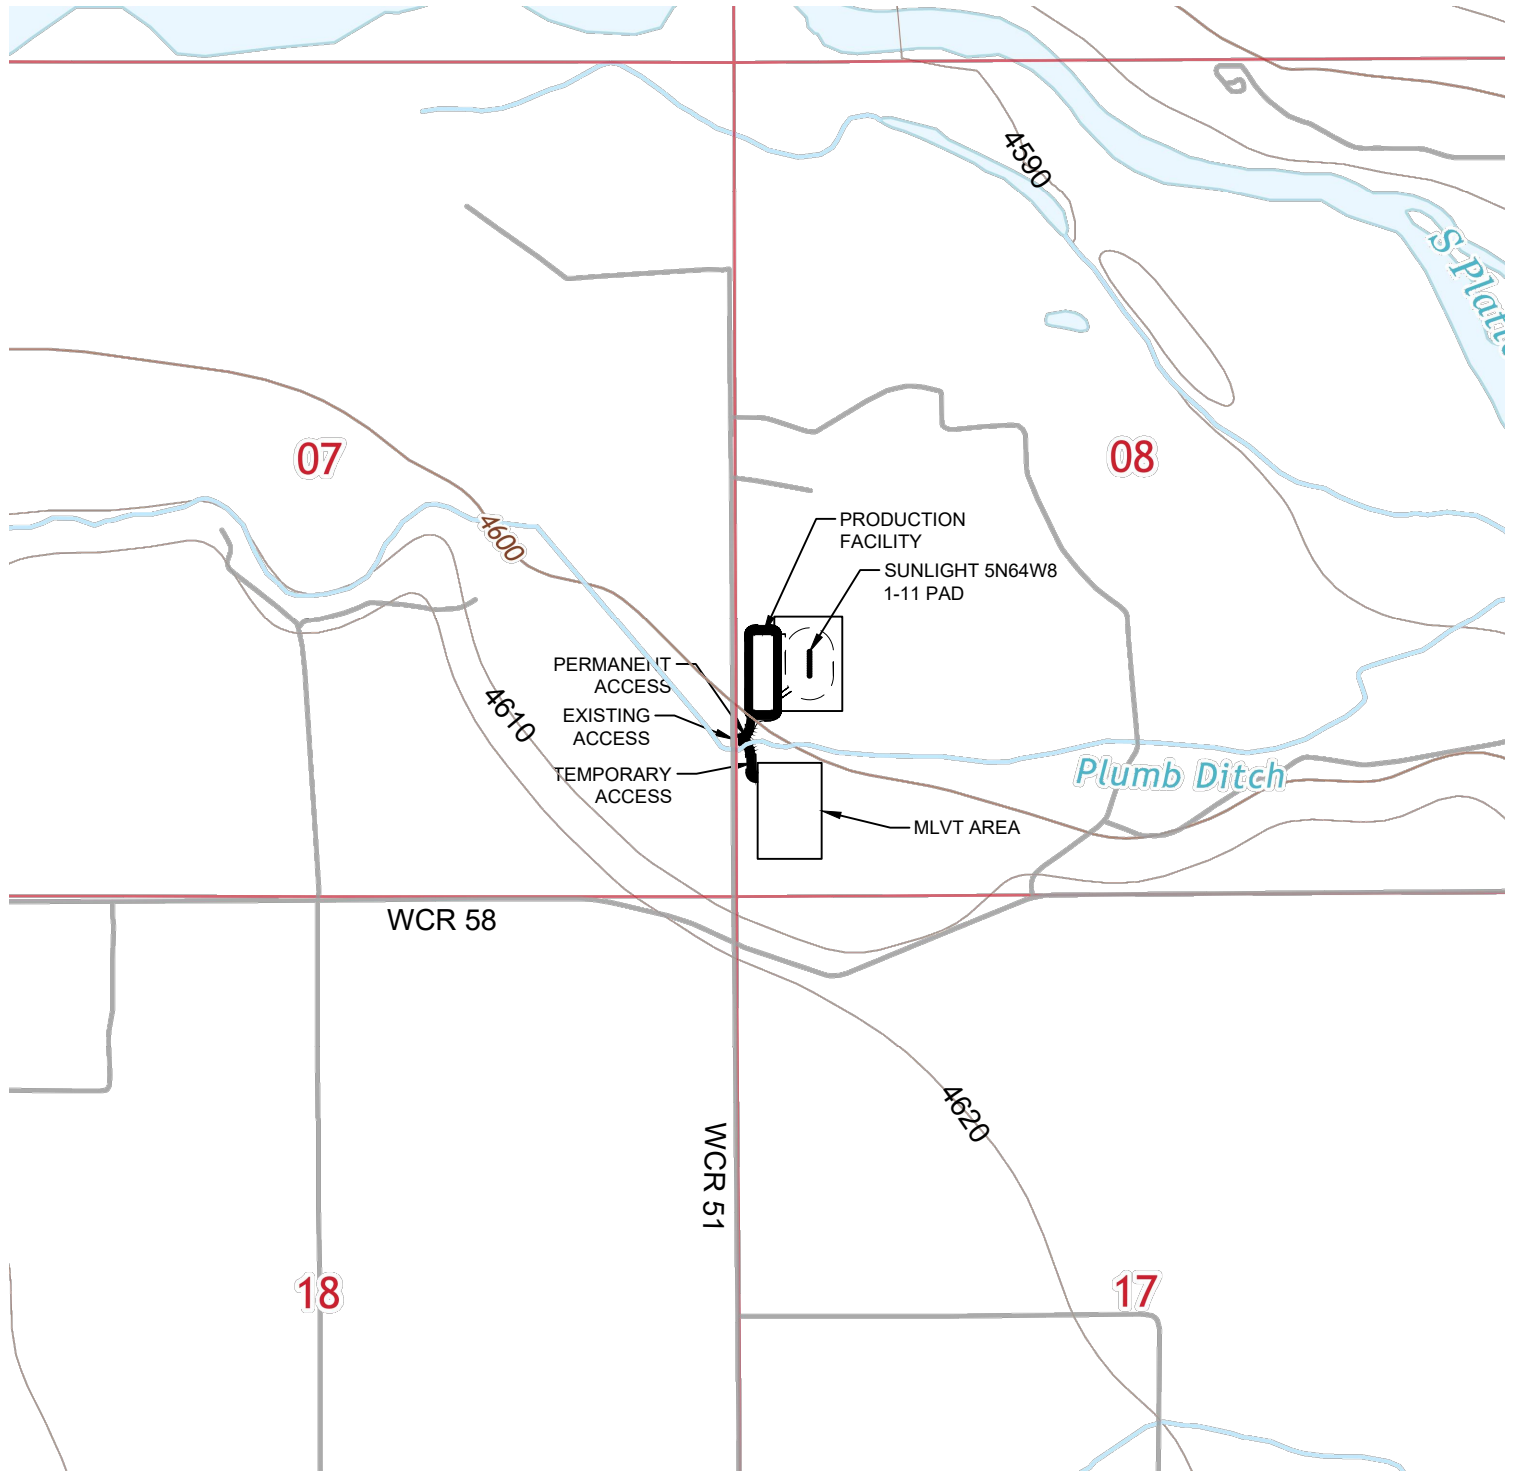 4590
S Platte
07
08
PRODUCTION
FACILITY
4600
SUNLIGHT 5N64W8
1-11 PAD
PERMANENT
ACCESS
4610
EXISTING
ACCESS
TEMPORARY
ACCESS
Plumb Ditch
MLVT AREA
WCR 58
4620
WCR 51
18
17